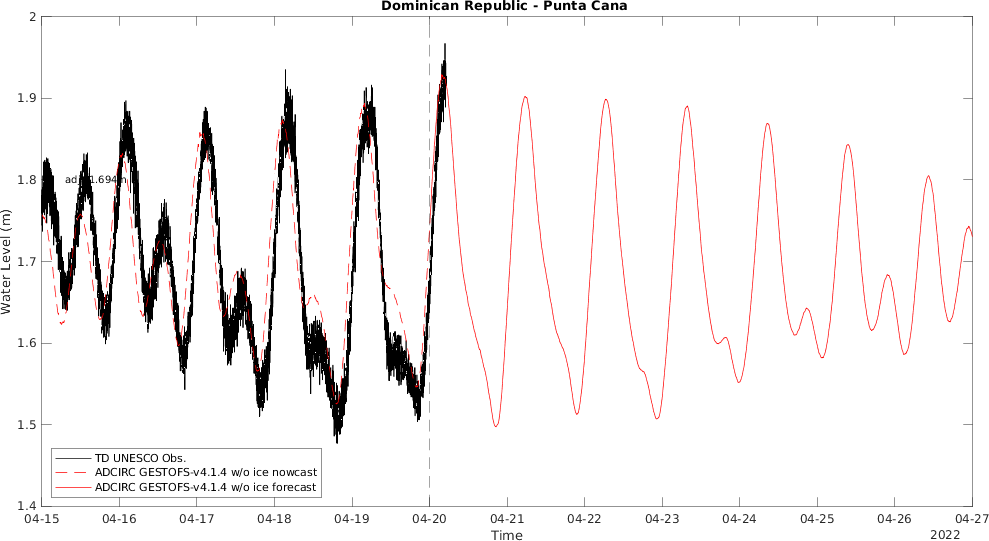 Dominican Republic - Punta Cana
Water Level (m)
2
1.9
1.8
1.7
1.6
1.5
1.4
1.694
TD UNESCO Obs.
ADCIRC GESTOFS-v4.1.4 w/o ice nowcast
ADCIRC GESTOFS-v4.1.4 w/o ice forecast
04-15 04-16 04-17 04-18 04-19 04-20 04-21 04-22 04-23 04-24 04-25 04-26 04-27
Time
2022